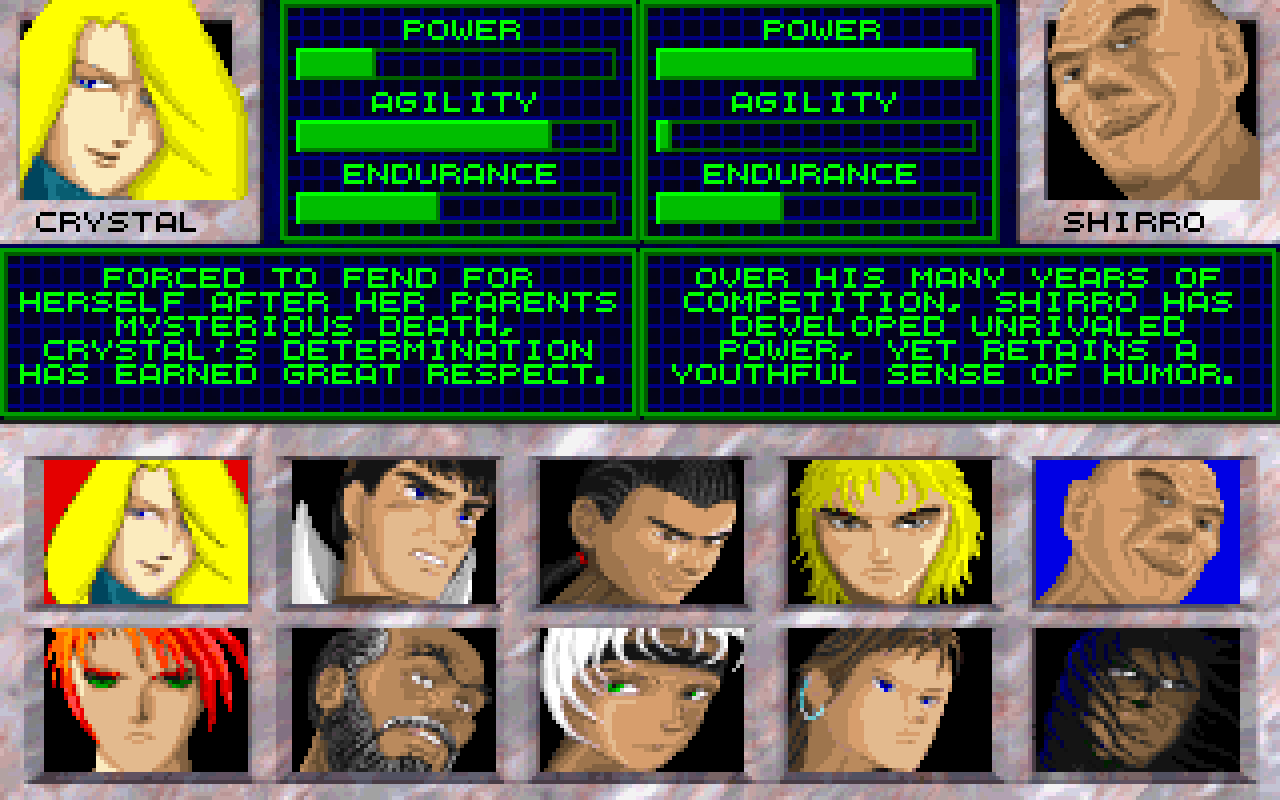 POWER
AGILITY
ENDURANCE
CRYSTAL
POWER
AGILITY
ENDURANCE
SHIRRO
FORCED TO FEND FOR
HERSELF AFTER HER PARENTS
MYSTERIOUS DEATH,
CRYSTAL'S DETERMINATION
HAS EARNED GREAT RESPECT.
OVER HIS MANY YEARS OF
COMPETITION, SHIRRO HAS
DEVELOPED UNRIVALED
POWER, YET RETAINS A
YOUTHFUL SENSE OF HUMOR.